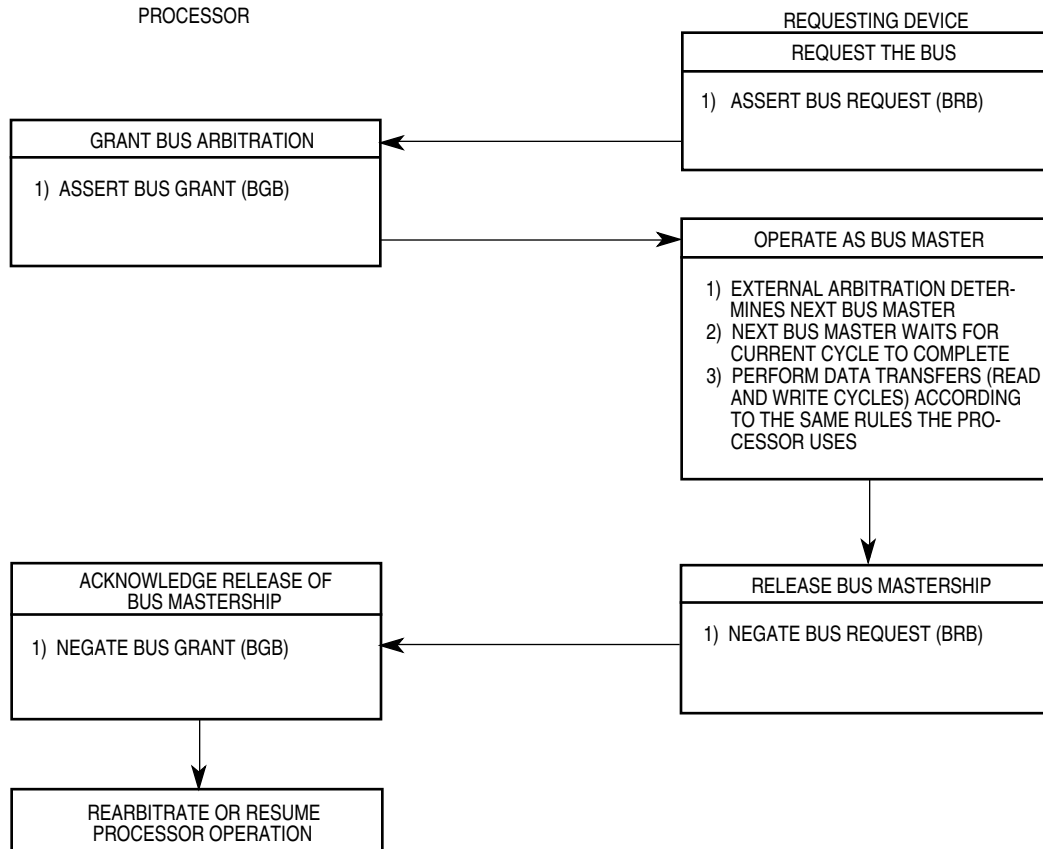 PROCESSOR
REQUESTING DEVICE
REQUEST THE BUS
1) ASSERT BUS REQUEST (BRB)
GRANT BUS ARBITRATION
1) ASSERT BUS GRANT (BGB)
OPERATE AS BUS MASTER
1) EXTERNAL ARBITRATION DETER-
MINES NEXT BUS MASTER
2) NEXT BUS MASTER WAITS FOR
CURRENT CYCLE TO COMPLETE
3) PERFORM DATA TRANSFERS (READ
AND WRITE CYCLES) ACCORDING
TO THE SAME RULES THE PRO-
CESSOR USES
RELEASE BUS MASTERSHIP
1) NEGATE BUS REQUEST (BRB)
ACKNOWLEDGE RELEASE OF
BUS MASTERSHIP
1) NEGATE BUS GRANT (BGB)
REARBITRATE OR RESUME
PROCESSOR OPERATION